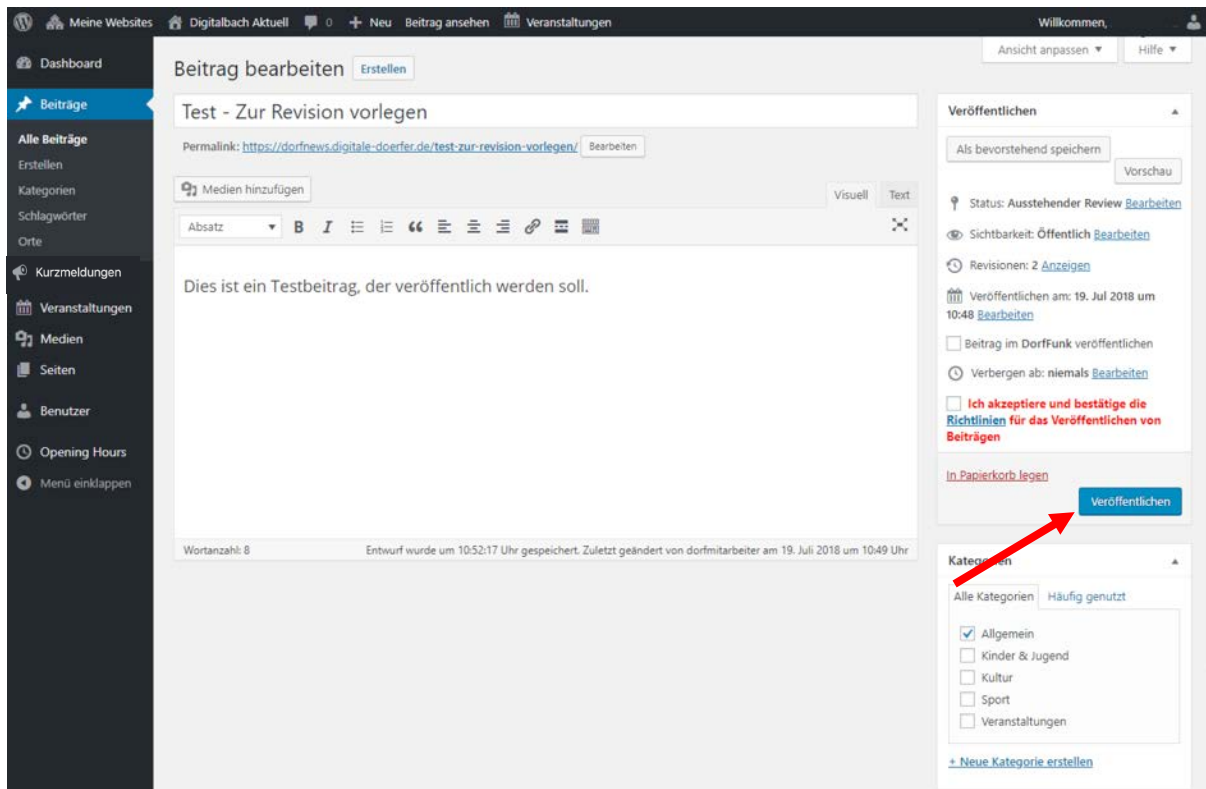 Meine Websites Digitalbach Aktuell 0 + Neu Beitrag ansehen Veranstaltungen Willkommen,
Ansicht anpassen ▼ Hilfe ▼
Dashboard
Beiträge
Alle Beiträge
Erstellen
Kategorien
Schlagwörter
Orte
Kurzmeldungen
Veranstaltungen
Medien
Seiten
Benutzer
Opening Hours
Menü einklappen
Beitrag bearbeiten Erstellen
Test - Zur Revision vorlegen
Permalink: https://dorfnews.digitale-doerfer.de/test-zur-revision-vorlegen/ Bearbeiten
Medien hinzufügen
Visuell Text
Absatz ▼ B I
Dies ist ein Testbeitrag, der veröffentlich werden soll.
Wortanzahl: 8 Entwurf wurde um 10:52:17 Uhr gespeichert. Zuletzt geändert von dorfmitarbeiter am 19. Juli 2018 um 10:49 Uhr
Veröffentlichen
Als bevorstehend speichern
Vorschau
Status: Ausstehender Review Bearbeiten
Sichtbarkeit: Öffentlich Bearbeiten
Revisionen: 2 Anzeigen
Veröffentlichen am: 19. Jul 2018 um
10:48 Bearbeiten
Beitrag im DorfFunk veröffentlichen
Verbergen ab: niemals Bearbeiten
Ich akzeptiere und bestätige die
Richtlinien für das Veröffentlichen von
Beiträgen
In Papierkorb legen
Veröffentlichen
Kategorien
Alle Kategorien Häufig genutzt
Allgemein
Kinder & Jugend
Kultur
Sport
Veranstaltungen
+ Neue Kategorie erstellen